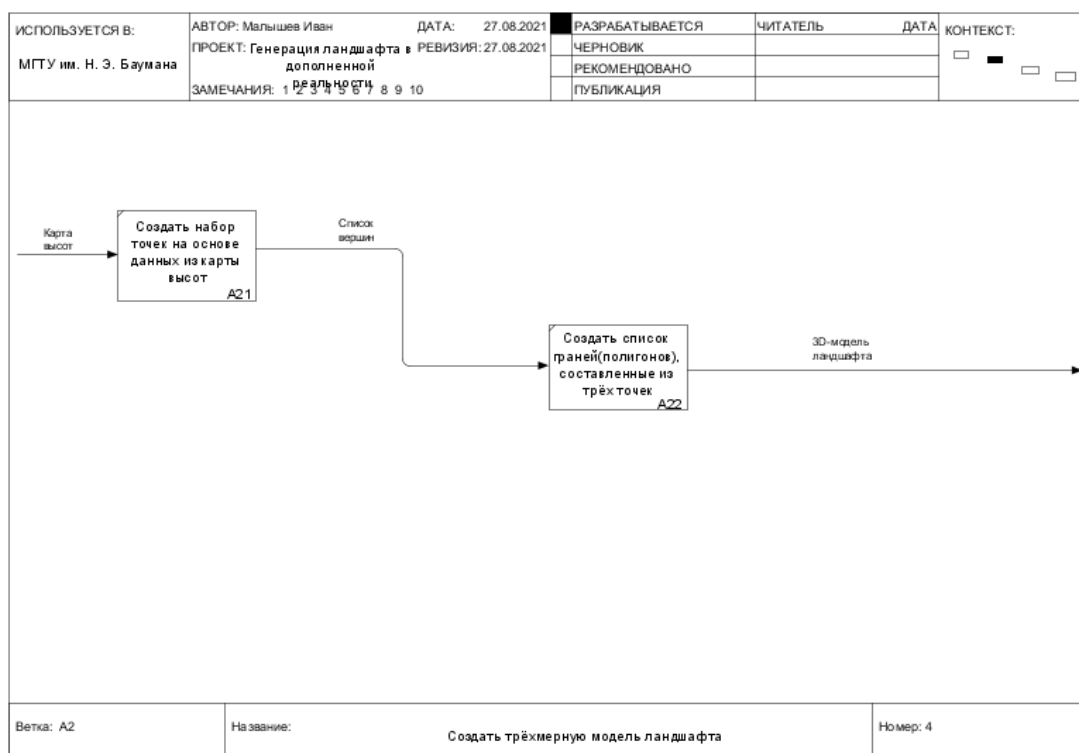 ИСПОЛЬЗУЕТСЯ В:
МГТУ им. Н. Э. Баумана
АВТОР: Малышев Иван
ДАТА: 27.08.2021
ПРОЕКТ: Генерация ландшафта в
дополненной
реальности
РЕВИЗИЯ: 27.08.2021
ЗАМЕЧАНИЯ: 1 2 3 4 5 6 7 8 9 10
РАЗРАБАТЫВАЕТСЯ
ЧЕРНОВИК
РЕКОМЕНДОВАНО
ПУБЛИКАЦИЯ
ЧИТАТЕЛЬ
ДАТА
КОНТЕКСТ:
Карта
высот
Создать набор
точек на основе
данных из карты
высот
A21
Список
вершин
Создать список
граней(полигонов),
составленные из
трёх точек
A22
3D-модель
ландшафта
Ветка: A2
Название:
Создать трёхмерную модель ландшафта
Номер: 4